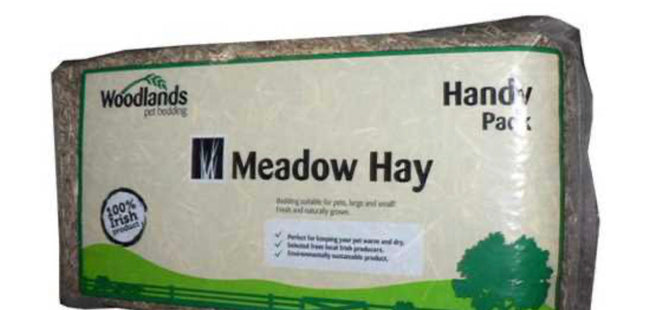 Woodlands
pet bedding
Handy
Pack
Meadow Hay
Bedding suitable for pets, large and small!
Fresh and naturally grown.
100%
Irish
product
✓ Perfect for keeping your pet warm and dry.
✓ Selected from local Irish producers.
✓ Environmentally sustainable product.